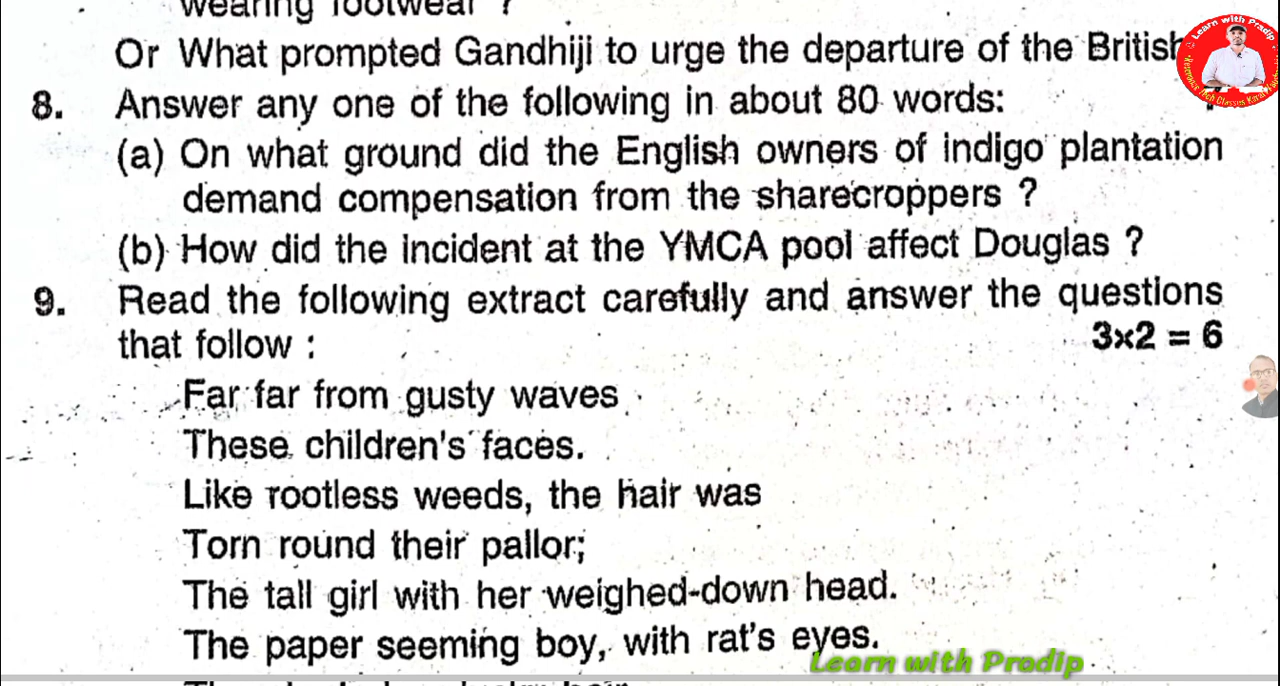 wearing footwear ?
Or What prompted Gandhiji to urge the departure of the British
8. Answer any one of the following in about 80 words:
(a) On what ground did the English owners of indigo plantation
demand compensation from the sharecroppers ?
(b) How did the incident at the YMCA pool affect Douglas ?
9. Read the following extract carefully and answer the questions
that follow : 3×2 = 6
Far far from gusty waves
These children's faces.
Like rootless weeds, the hair was
Torn round their pallor;
The tall girl with her weighed-down head.
The paper seeming boy, with rat's eyes.
Learn with Pradip
Learn with Prodip